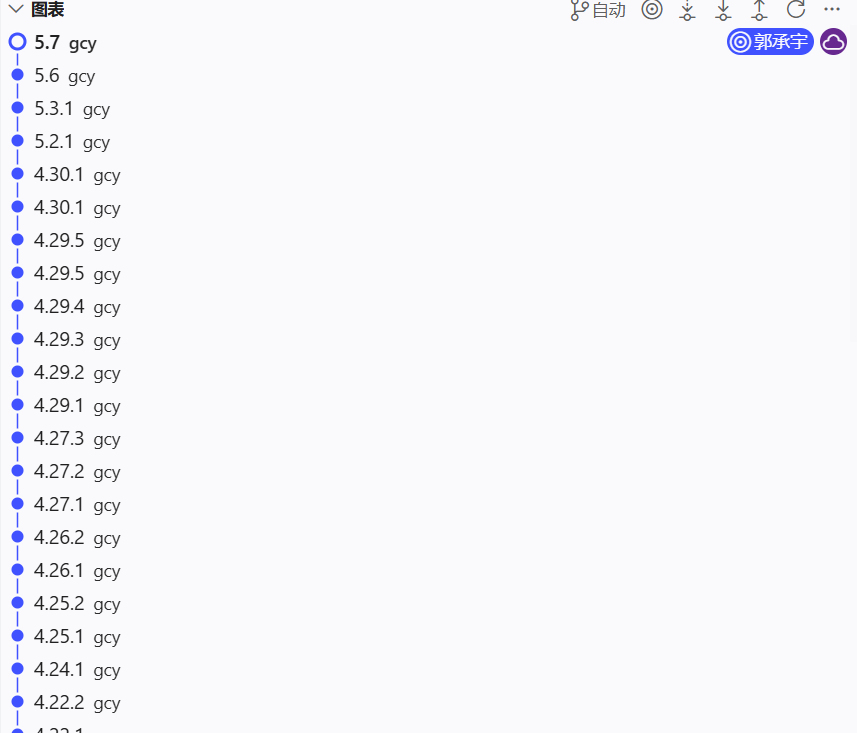 图表 自动
5.7 gcy 郭承宇
5.6 gcy
5.3.1 gcy
5.2.1 gcy
4.30.1 gcy
4.30.1 gcy
4.29.5 gcy
4.29.5 gcy
4.29.4 gcy
4.29.3 gcy
4.29.2 gcy
4.29.1 gcy
4.27.3 gcy
4.27.2 gcy
4.27.1 gcy
4.26.2 gcy
4.26.1 gcy
4.25.2 gcy
4.25.1 gcy
4.24.1 gcy
4.22.2 gcy